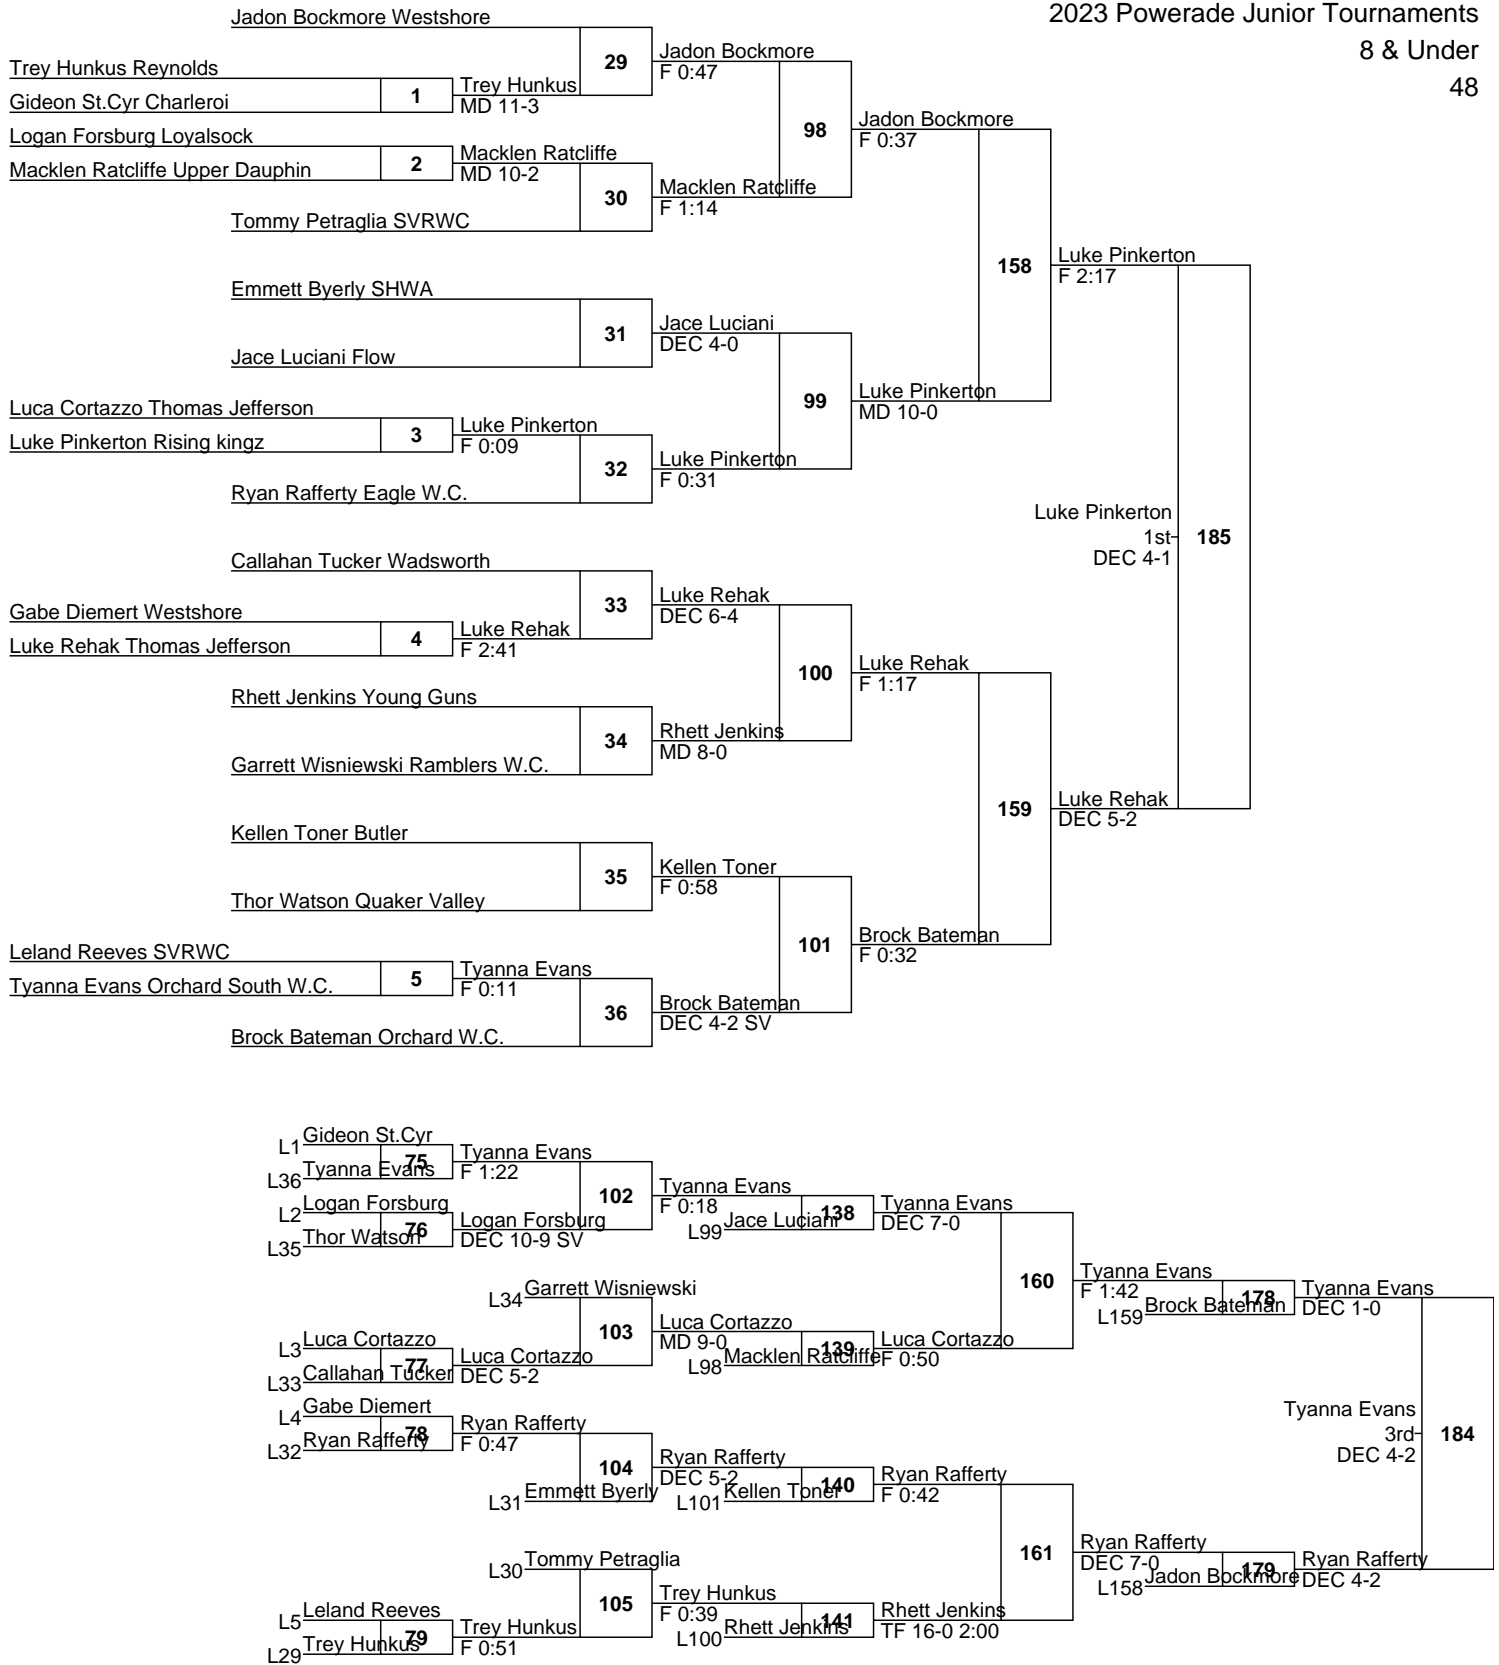 2023 Powerade Junior Tournaments
8 & Under
48
Jadon Bockmore Westshore
29
Jadon Bockmore
F 0:47
Trey Hunkus Reynolds
1
Trey Hunkus
MD 11-3
Gideon St.Cyr Charleroi
98
Jadon Bockmore
F 0:37
Logan Forsburg Loyalsock
2
Macklen Ratcliffe
MD 10-2
Macklen Ratcliffe Upper Dauphin
30
Macklen Ratcliffe
F 1:14
Tommy Petraglia SVRWC
158
Luke Pinkerton
F 2:17
Emmett Byerly SHWA
31
Jace Luciani
DEC 4-0
Jace Luciani Flow
99
Luke Pinkerton
MD 10-0
Luca Cortazzo Thomas Jefferson
3
Luke Pinkerton
F 0:09
Luke Pinkerton Rising kingz
32
Luke Pinkerton
F 0:31
Ryan Rafferty Eagle W.C.
Luke Pinkerton
1st
DEC 4-1
185
Callahan Tucker Wadsworth
33
Luke Rehak
DEC 6-4
Gabe Diemert Westshore
4
Luke Rehak
F 2:41
Luke Rehak Thomas Jefferson
100
Luke Rehak
F 1:17
Rhett Jenkins Young Guns
34
Rhett Jenkins
MD 8-0
Garrett Wisniewski Ramblers W.C.
159
Luke Rehak
DEC 5-2
Kellen Toner Butler
35
Kellen Toner
F 0:58
Thor Watson Quaker Valley
101
Brock Bateman
F 0:32
Leland Reeves SVRWC
5
Tyanna Evans
F 0:11
Tyanna Evans Orchard South W.C.
36
Brock Bateman
DEC 4-2 SV
Brock Bateman Orchard W.C.
L1 Gideon St.Cyr
75
Tyanna Evans
F 1:22
L36 Tyanna Evans
102
Tyanna Evans
F 0:18
L2 Logan Forsburg
76
Logan Forsburg
DEC 10-9 SV
L35 Thor Watson
L99 Jace Luciani
138
Tyanna Evans
DEC 7-0
160
Tyanna Evans
F 1:42
L159 Brock Bateman
178
Tyanna Evans
DEC 1-0
L34 Garrett Wisniewski
103
Luca Cortazzo
MD 9-0
L3 Luca Cortazzo
77
Luca Cortazzo
DEC 5-2
L33 Callahan Tucker
L98 Macklen Ratcliffe
139
Luca Cortazzo
F 0:50
L4 Gabe Diemert
78
Ryan Rafferty
F 0:47
L32 Ryan Rafferty
104
Ryan Rafferty
DEC 5-2
L31 Emmett Byerly
L101 Kellen Toner
140
Ryan Rafferty
F 0:42
Tyanna Evans
3rd
DEC 4-2
184
161
Ryan Rafferty
DEC 7-0
L158 Jadon Bockmore
179
Ryan Rafferty
DEC 4-2
L30 Tommy Petraglia
105
Trey Hunkus
F 0:39
L5 Leland Reeves
79
Trey Hunkus
F 0:51
L29 Trey Hunkus
L100 Rhett Jenkins
141
Rhett Jenkins
TF 16-0 2:00